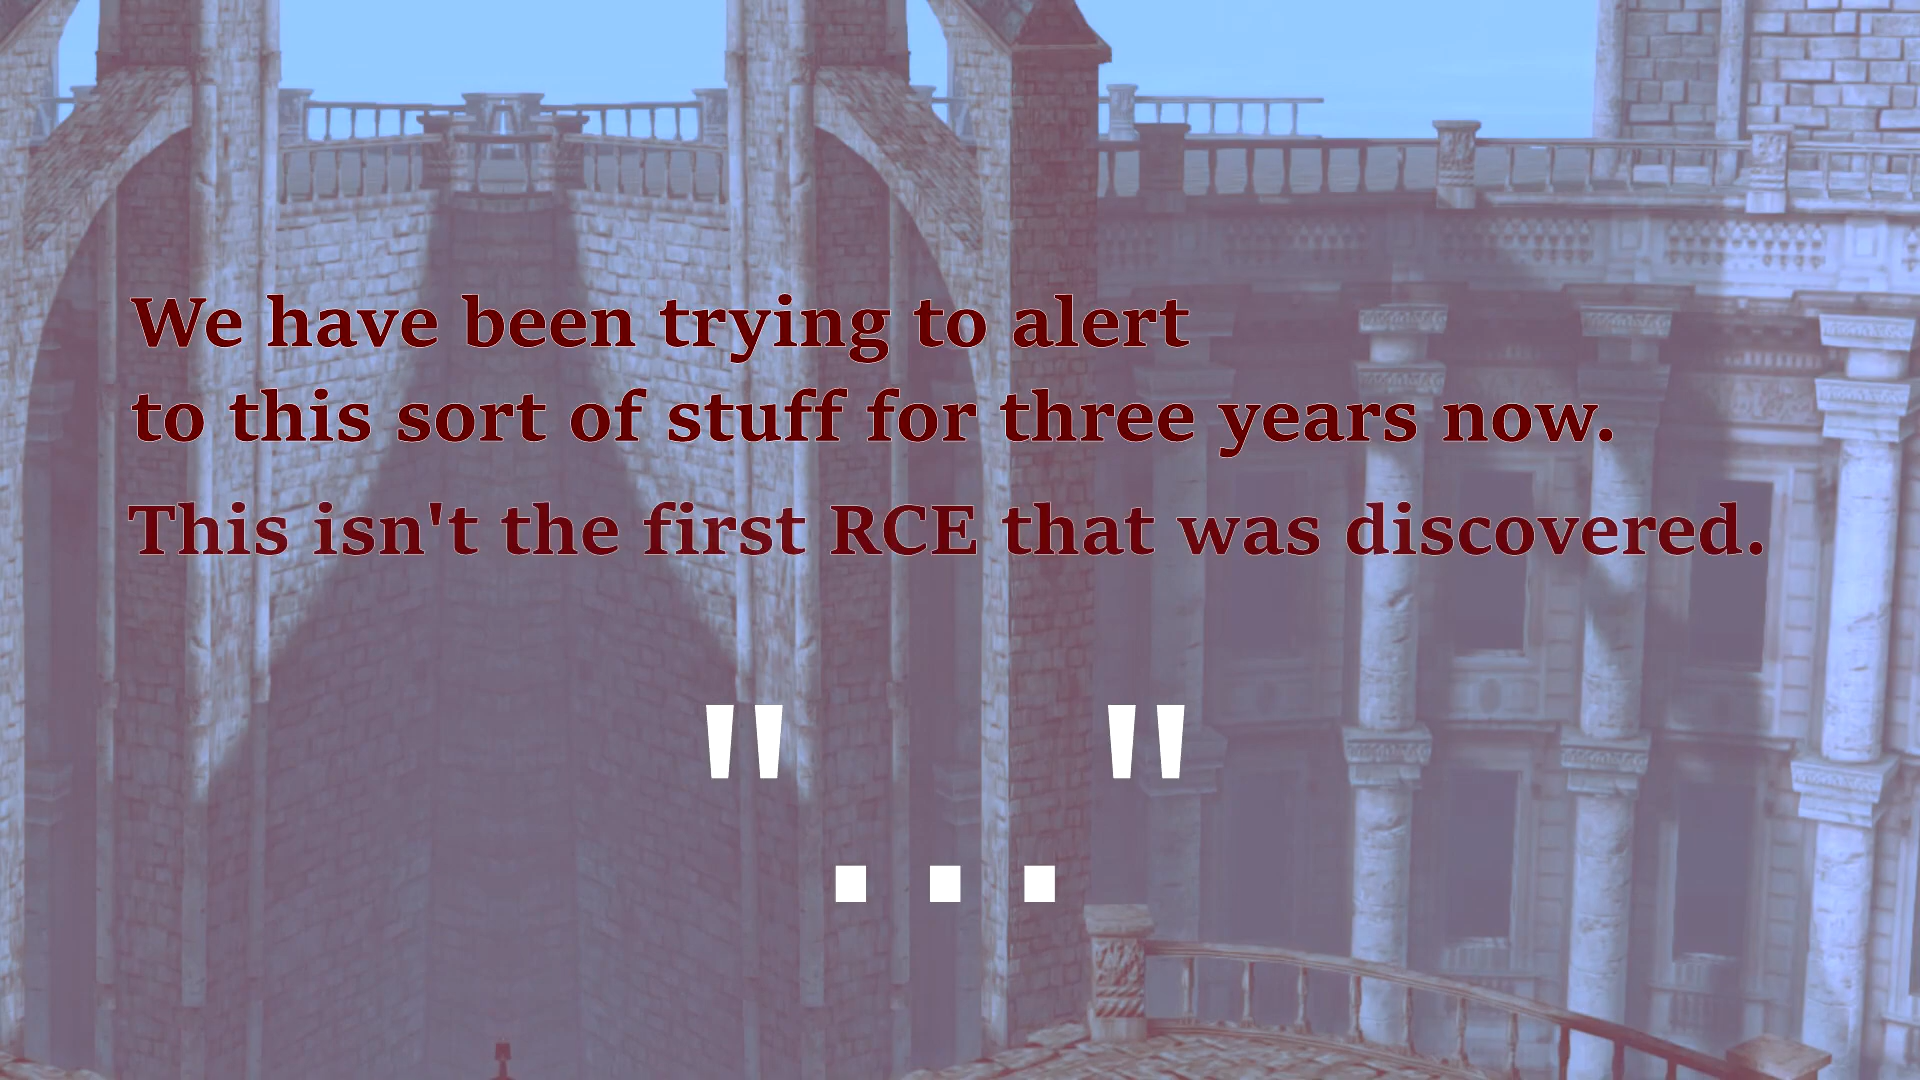 We have been trying to alert
to this sort of stuff for three years now.
This isn't the first RCE that was discovered.
"..."